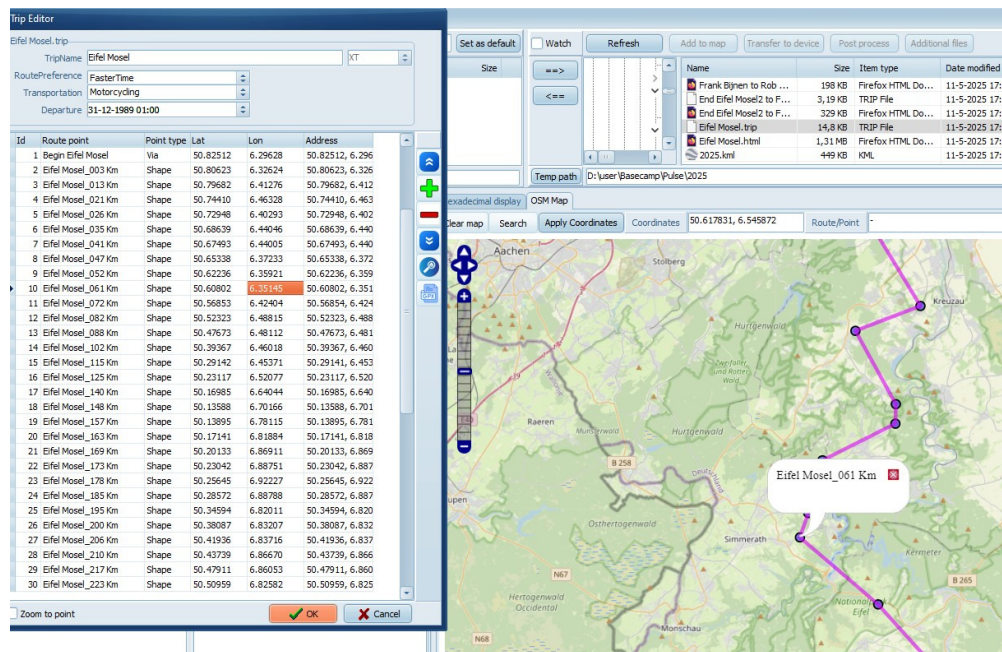 Trip Editor
Eifel Mosel.trip
TripName Eifel Mosel XT
RoutePreference FasterTime
Transportation Motorcycling
Departure 31-12-1989 01:00
Id Route point Point type Lat Lon Address
1 Begin Eifel Mosel Via 50.82512 6.29628 50.82512, 6.296
2 Eifel Mosel_003 Km Shape 50.80623 6.32624 50.80623, 6.326
3 Eifel Mosel_013 Km Shape 50.79682 6.41276 50.79682, 6.412
4 Eifel Mosel_021 Km Shape 50.74410 6.46328 50.74410, 6.463
5 Eifel Mosel_026 Km Shape 50.72948 6.40293 50.72948, 6.402
6 Eifel Mosel_035 Km Shape 50.68639 6.44046 50.68639, 6.440
7 Eifel Mosel_041 Km Shape 50.67493 6.44005 50.67493, 6.440
8 Eifel Mosel_047 Km Shape 50.65338 6.37233 50.65338, 6.372
9 Eifel Mosel_052 Km Shape 50.62236 6.35921 50.62236, 6.359
10 Eifel Mosel_061 Km Shape 50.60802 6.35145 50.60802, 6.351
11 Eifel Mosel_072 Km Shape 50.56853 6.42404 50.56854, 6.424
12 Eifel Mosel_082 Km Shape 50.52323 6.48815 50.52323, 6.488
13 Eifel Mosel_088 Km Shape 50.47673 6.48112 50.47673, 6.481
14 Eifel Mosel_102 Km Shape 50.39367 6.46018 50.39367, 6.460
15 Eifel Mosel_115 Km Shape 50.29142 6.45371 50.29141, 6.453
16 Eifel Mosel_125 Km Shape 50.23117 6.52077 50.23117, 6.520
17 Eifel Mosel_140 Km Shape 50.16985 6.64044 50.16985, 6.640
18 Eifel Mosel_148 Km Shape 50.13588 6.70166 50.13588, 6.701
19 Eifel Mosel_157 Km Shape 50.13895 6.78115 50.13895, 6.781
20 Eifel Mosel_163 Km Shape 50.17141 6.81884 50.17141, 6.818
21 Eifel Mosel_169 Km Shape 50.20133 6.86911 50.20133, 6.869
22 Eifel Mosel_173 Km Shape 50.23042 6.88751 50.23042, 6.887
23 Eifel Mosel_178 Km Shape 50.25645 6.92227 50.25645, 6.922
24 Eifel Mosel_185 Km Shape 50.28572 6.88788 50.28572, 6.887
25 Eifel Mosel_195 Km Shape 50.34594 6.82011 50.34594, 6.820
26 Eifel Mosel_200 Km Shape 50.38087 6.83207 50.38087, 6.832
27 Eifel Mosel_206 Km Shape 50.41936 6.83716 50.41936, 6.837
28 Eifel Mosel_210 Km Shape 50.43739 6.86670 50.43739, 6.866
29 Eifel Mosel_217 Km Shape 50.47911 6.86053 50.47911, 6.860
30 Eifel Mosel_223 Km Shape 50.50959 6.82582 50.50959, 6.825
Zoom to point OK Cancel
GPX
Set as default Watch Refresh Add to map Transfer to device Post process Additional files
Size
==>
<==
Name Size Item type Date modified
Frank Bijnen to Rob ... 198 KB Firefox HTML Do... 11-5-2025 17:
End Eifel Mosel2 to F... 3,19 KB TRIP File 11-5-2025 17:
End Eifel Mosel2 to F... 329 KB Firefox HTML Do... 11-5-2025 17:
Eifel Mosel.trip 14,8 KB TRIP File 11-5-2025 17:
Eifel Mosel.html 1,31 MB Firefox HTML Do... 11-5-2025 17:
2025.kml 449 KB KML 11-5-2025 17:
Temp path D:\user\Basecamp\Pulse\2025
exadecimal display OSM Map
Clear map Search Apply Coordinates Coordinates 50.617831, 6.545872 Route/Point -
Aachen
Stolberg
Kreuzau
Hürtgenwald
Zweifaller
und Rotter
Wald
Raeren
Münsterwald
Hürtgenwald
B 258
Deutschland
Eifel Mosel_061 Km
upen
Osthertogenwald
Simmerath
Kermeter
N67
B 265
Hertogenwald
Occidental
Nationalpark
Eifel
Monschau
N68